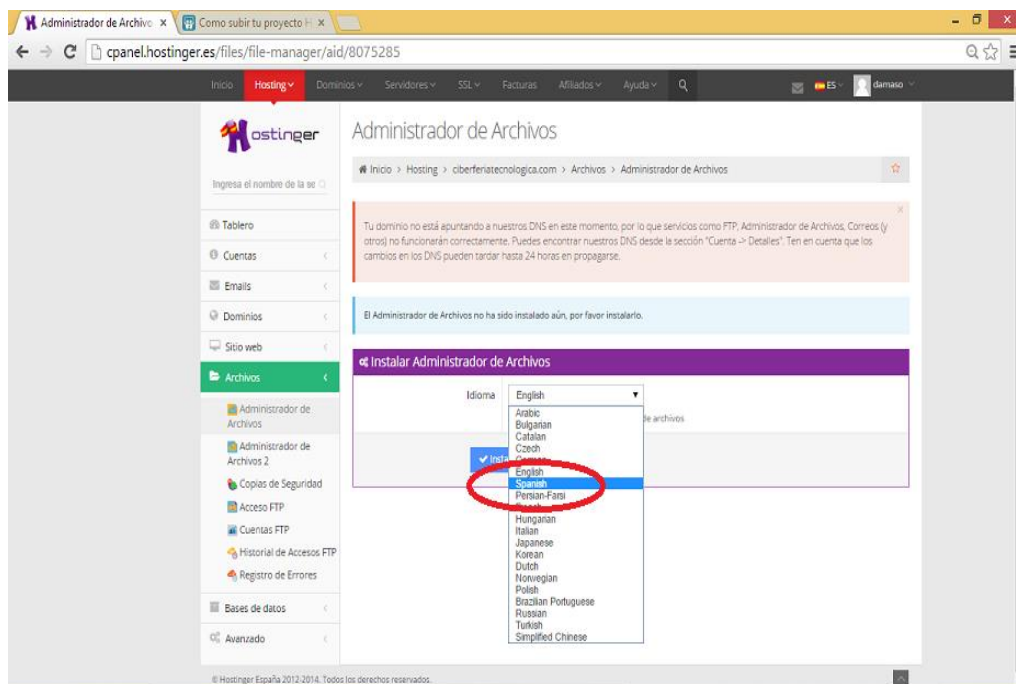 Administrador de Archivo
Como subir tu proyecto H
cpanel.hostinger.es/files/file-manager/aid/8075285
Inicio Hosting Dominios Servidores SSL Facturas Afiliados Ayuda ES damaso
Hostinger
Administrador de Archivos
Inicio > Hosting > ciberferiatecnologica.com > Archivos > Administrador de Archivos
Ingresa el nombre de la se
Tu dominio no está apuntando a nuestros DNS en este momento, por lo que servicios como FTP, Administrador de Archivos, Correos (y
otros) no funcionarán correctamente. Puedes encontrar nuestros DNS desde la sección "Cuenta -> Detalles". Ten en cuenta que los
cambios en los DNS pueden tardar hasta 24 horas en propagarse.
El Administrador de Archivos no ha sido instalado aún, por favor instalarlo.
Tablero
Cuentas
Emails
Dominios
Sitio web
Archivos
Administrador de
Archivos
Administrador de
Archivos 2
Copias de Seguridad
Acceso FTP
Cuentas FTP
Historial de Accesos FTP
Registro de Errores
Bases de datos
Avanzado
Instalar Administrador de Archivos
Idioma English
de archivos
Insta
Arabic
Bulgarian
Catalan
Czech
German
English
Spanish
Persian-Farsi
Hungarian
Italian
Japanese
Korean
Dutch
Norwegian
Polish
Brazilian Portuguese
Russian
Turkish
Simplified Chinese
© Hostinger España 2012-2014. Todos los derechos reservados.